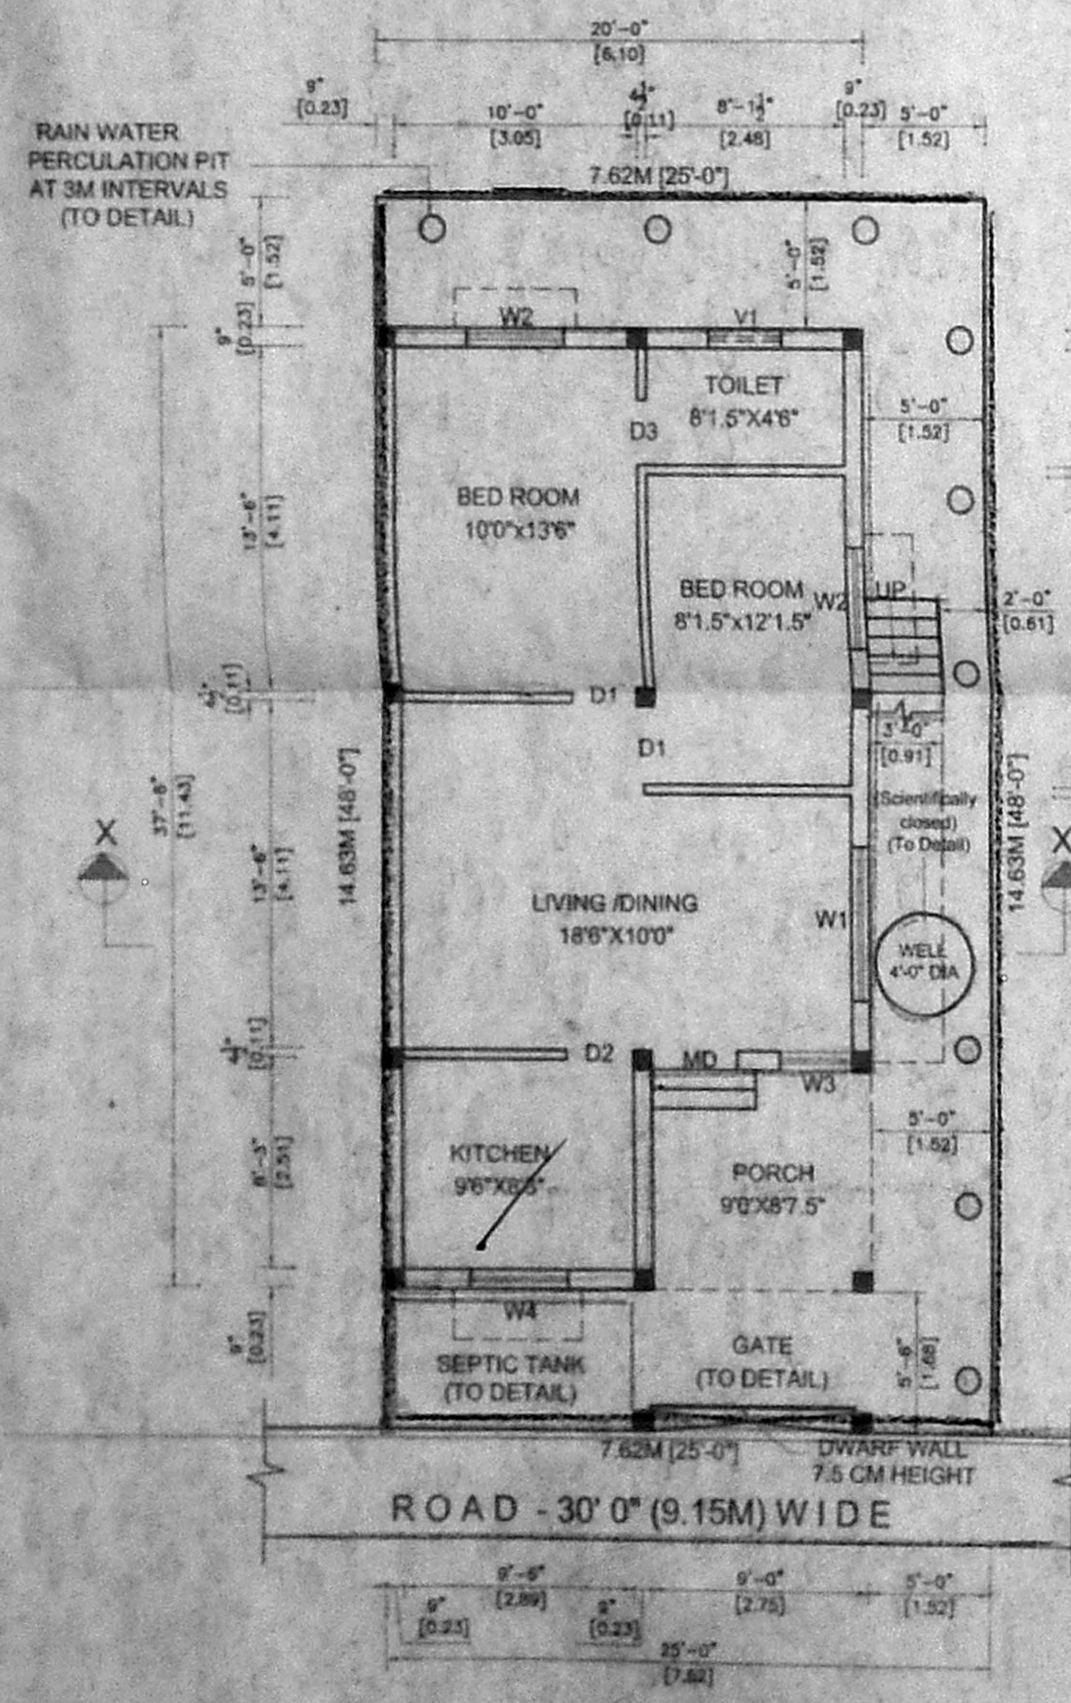 20'-0"
[6.10]
9"
[0.23]
10'-0"
[3.05]
4½"
[0.11]
8'-1½"
[2.48]
9"
[0.23]
5'-0"
[1.52]
RAIN WATER
PERCULATION PIT
AT 3M INTERVALS
(TO DETAIL)
7.62M [25'-0"]
5'-0"
[1.52]
5'-0"
[1.52]
9"
[0.23]
W2
V1
TOILET
8'1.5"X4'6"
D3
5'-0"
[1.52]
BED ROOM
10'0"x13'6"
13'-6"
[4.11]
BED ROOM
8'1.5"x12'1.5"
W2
UP
2'-0"
[0.61]
4½"
[0.11]
D1
D1
3'-0"
[0.91]
37'-6"
[11.43]
14.63M [48'-0"]
14.63M [48'-0"]
(Scientifically
closed)
(To Detail)
X
X
13'-6"
[4.11]
LIVING /DINING
18'6"X10'0"
W1
WELL
4'-0" DIA
4½"
[0.11]
D2
MD
W3
5'-0"
[1.52]
8'-3"
[2.51]
KITCHEN
9'6"X8'3"
PORCH
9'0'X8'7.5"
W4
9"
[0.23]
SEPTIC TANK
(TO DETAIL)
GATE
(TO DETAIL)
5'-6"
[1.68]
7.62M [25'-0"]
DWARF WALL
7.5 CM HEIGHT
ROAD - 30' 0" (9.15M) WIDE
9'-6"
[2.89]
9'-0"
[2.75]
5'-0"
[1.52]
9"
[0.23]
9"
[0.23]
25'-0"
[7.62]